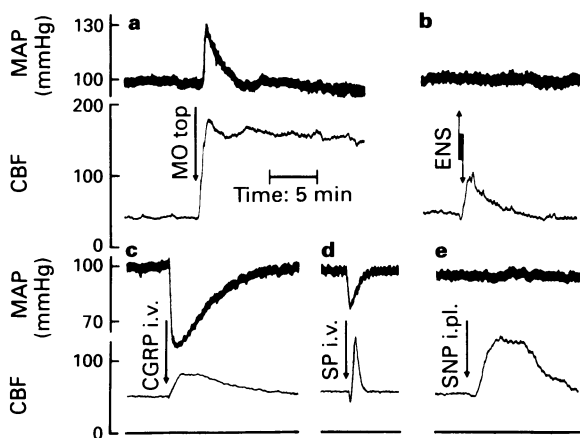 a
b
MAP
(mmHg)
130
100
200
CBF
100
0
MO top
Time: 5 min
ENS
c
d
e
MAP
(mmHg)
100
70
CGRP i.v.
SP i.v.
SNP i.pl.
CBF
100
0